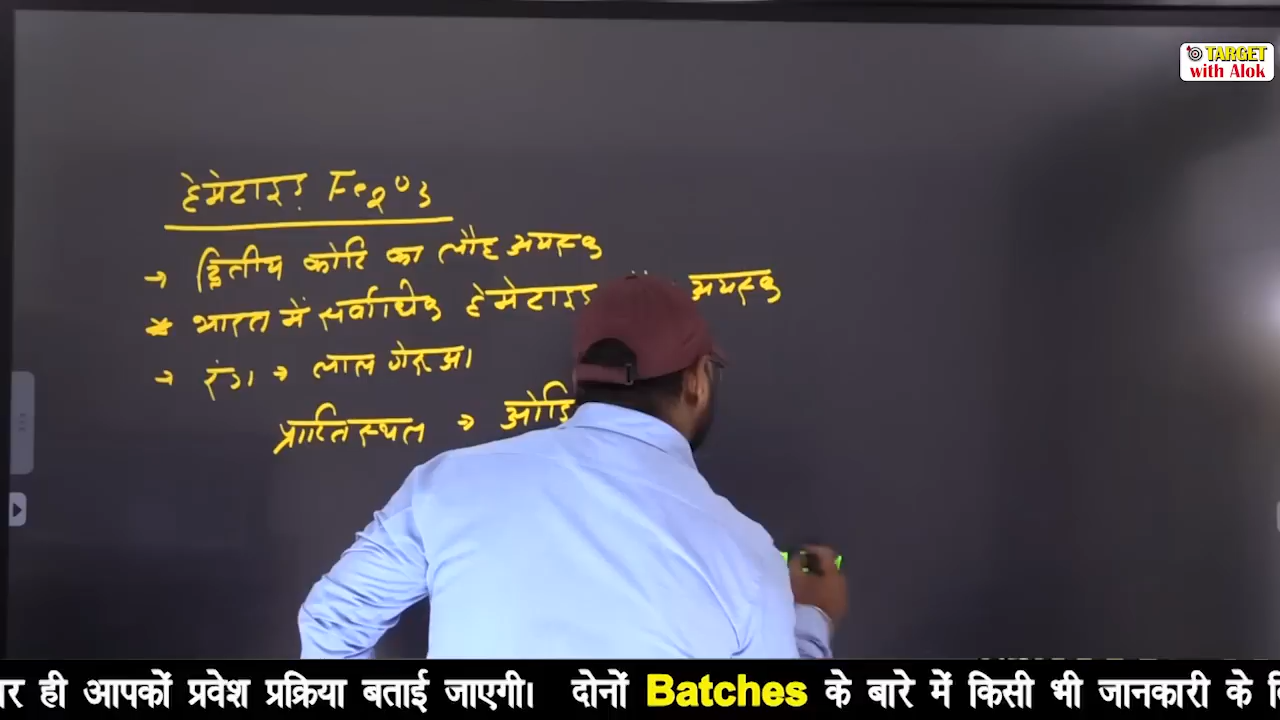 TARGET
with Alok
हेमेटाइट Fe₂O₃
→ द्वितीय कोटि का लौह अयस्क
* भारत में सर्वाधिक हेमेटाइट अयस्क
→ रंग → लाल गेरूआ
प्राप्तिस्थल → ओडि
र ही आपकों प्रवेश प्रक्रिया बताई जाएगी। दोनों Batches के बारे में किसी भी जानकारी के